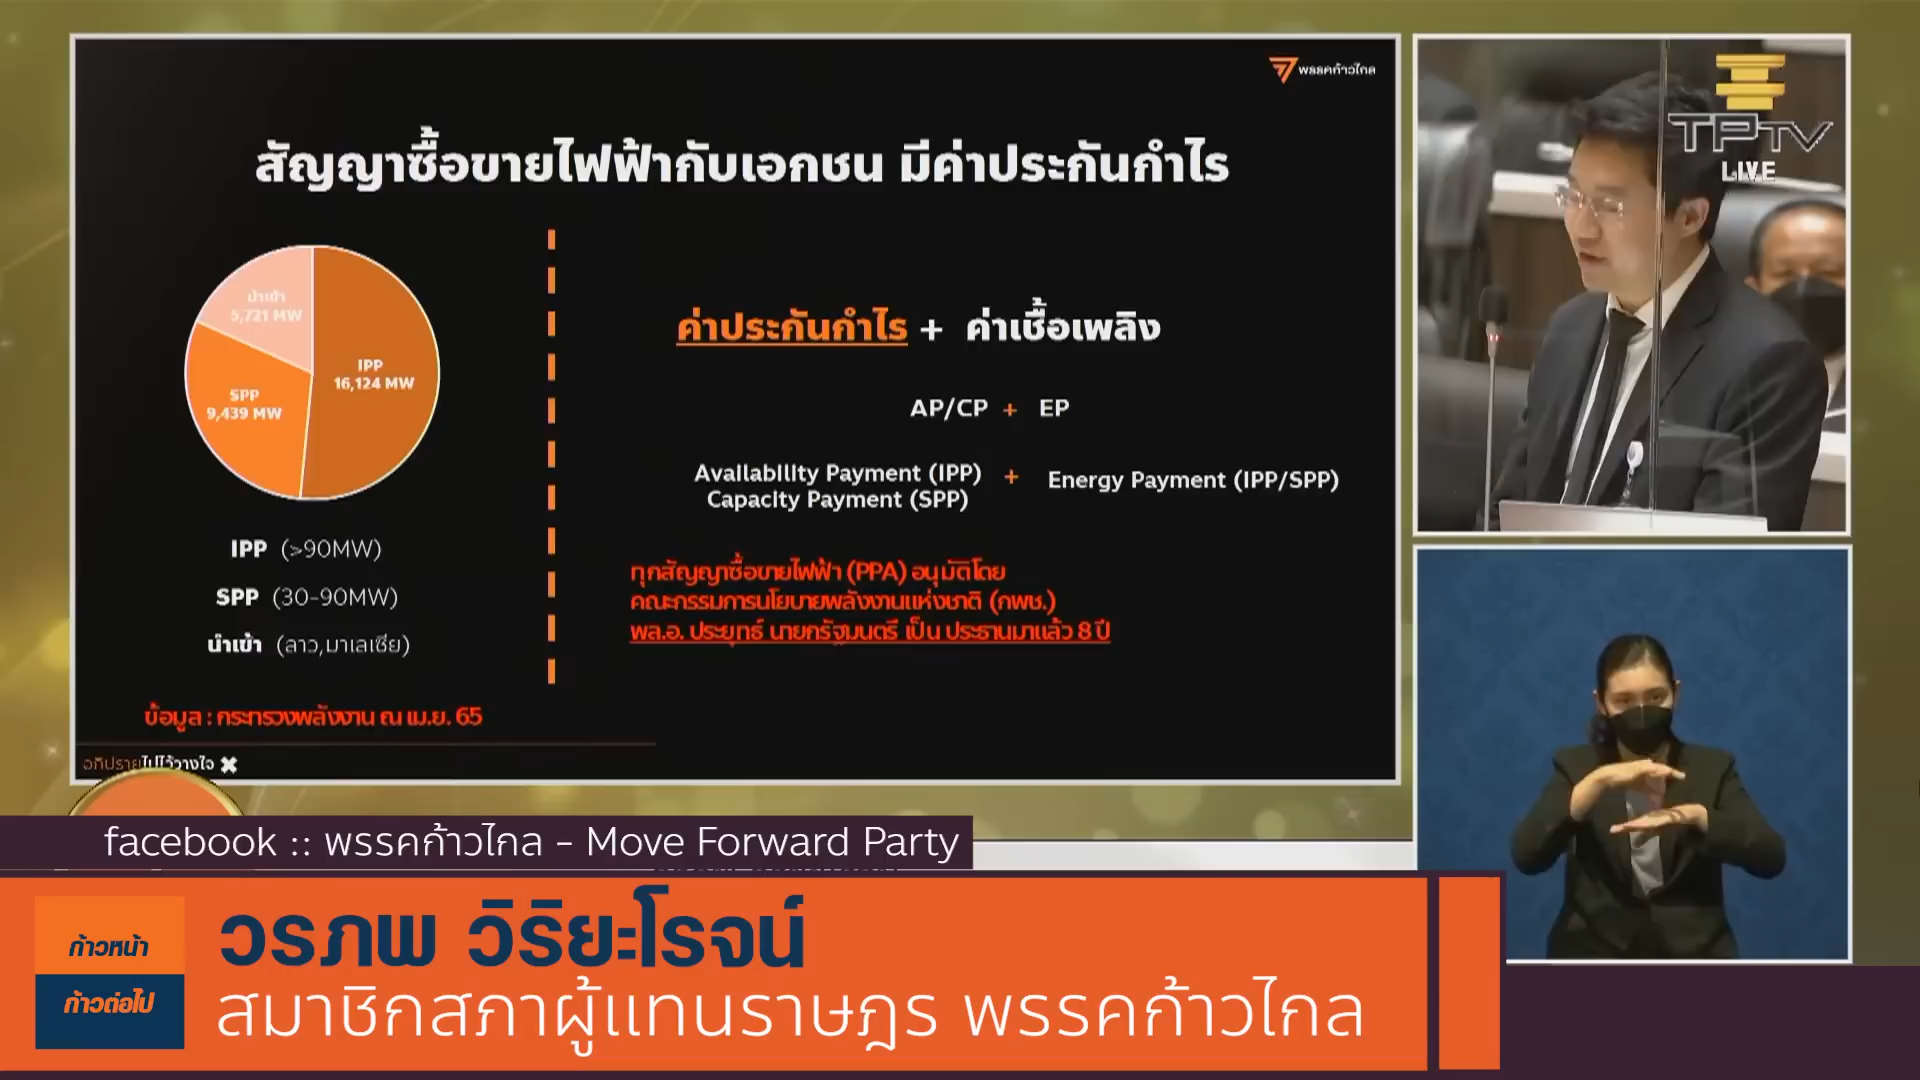 พรรคก้าวไกล
สัญญาซื้อขายไฟฟ้ากับเอกชน มีค่าประกันกำไร
นำเข้า
5,721 MW
IPP
16,124 MW
SPP
9,439 MW
IPP (>90MW)
SPP (30-90MW)
นำเข้า (ลาว,มาเลเซีย)
ข้อมูล : กระทรวงพลังงาน ณ เม.ย. 65
ค่าประกันกำไร + ค่าเชื้อเพลิง
AP/CP + EP
Availability Payment (IPP)
Capacity Payment (SPP)
+ Energy Payment (IPP/SPP)
ทุกสัญญาซื้อขายไฟฟ้า (PPA) อนุมัติโดย
คณะกรรมการนโยบายพลังงานแห่งชาติ (กพช.)
พล.อ. ประยุทธ์ นายกรัฐมนตรี เป็น ประธานมาแล้ว 8 ปี
อภิปรายไม่ไว้วางใจ
TPTV
LIVE
facebook :: พรรคก้าวไกล - Move Forward Party
ก้าวหน้า
ก้าวต่อไป
วรภพ วิริยะโรจน์
สมาชิกสภาผู้แทนราษฎร พรรคก้าวไกล